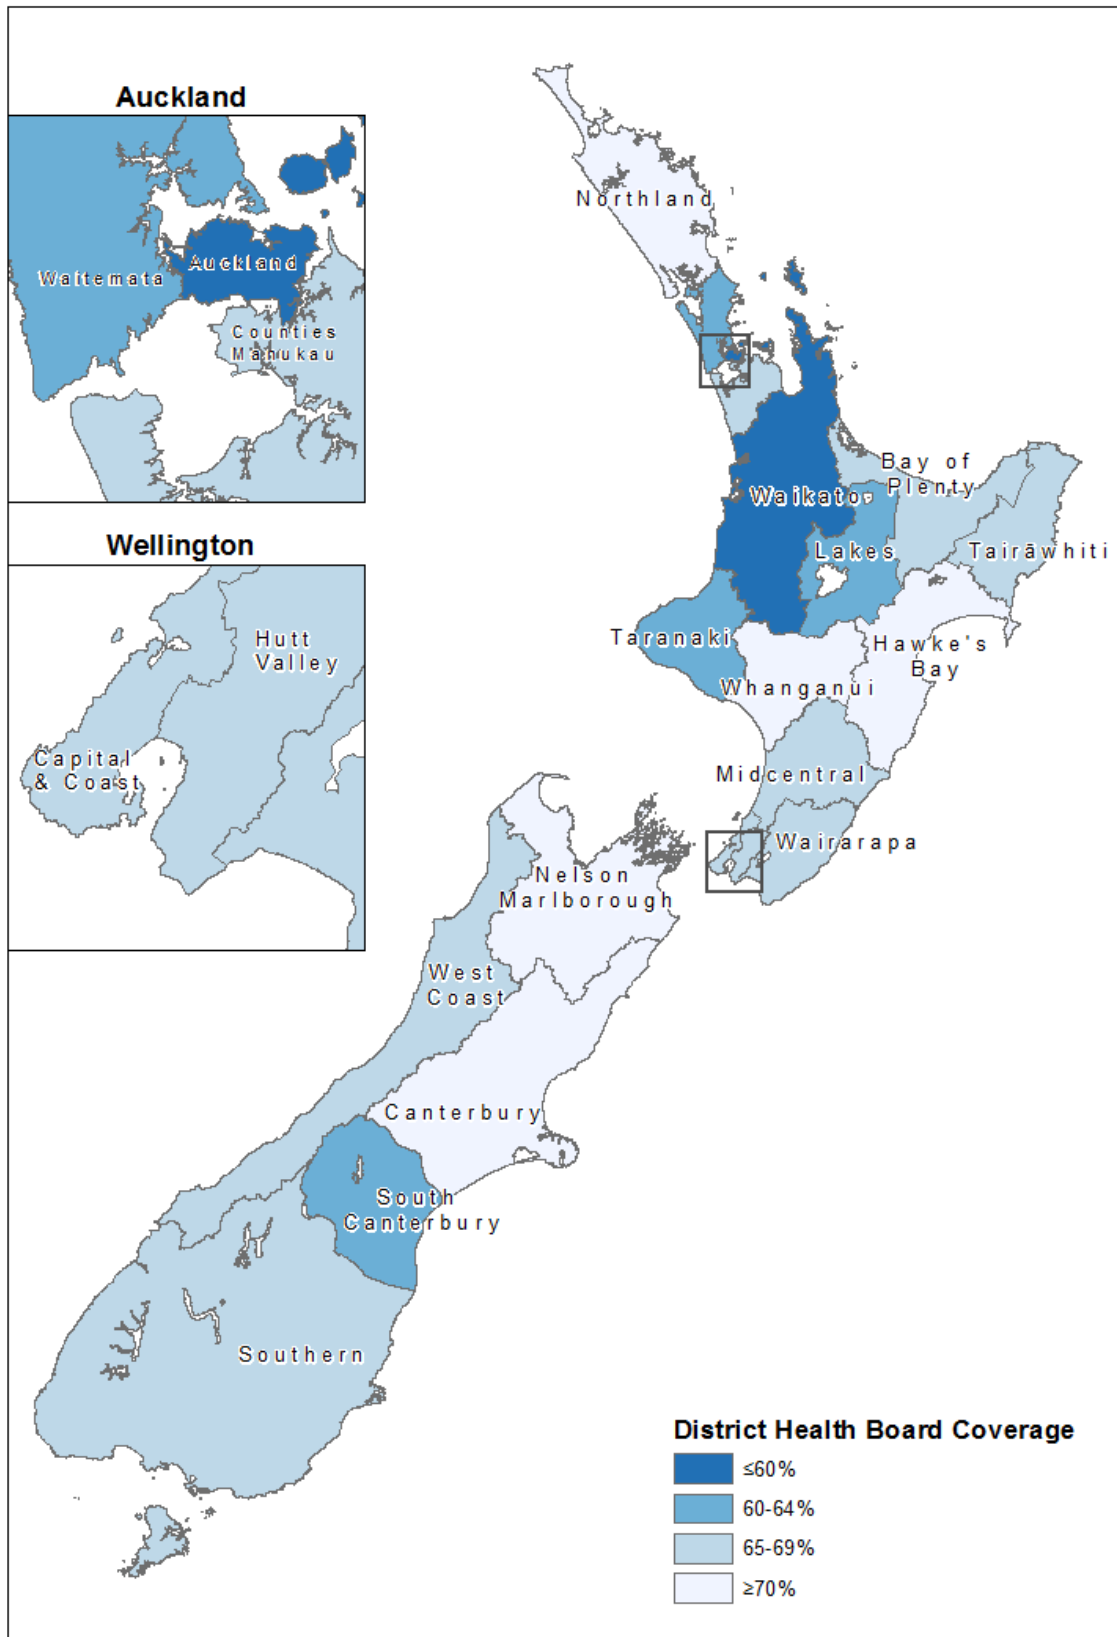 Auckland
Waitemata
Auckland
Counties
Manukau
Wellington
Hutt
Valley
Capital
& Coast
Northland
Bay of
Plenty
Waikato
Lakes
Tairāwhiti
Taranaki
Hawke's
Bay
Whanganui
Midcentral
Wairarapa
Nelson
Marlborough
West
Coast
Canterbury
South
Canterbury
Southern
District Health Board Coverage
≤60%
60-64%
65-69%
≥70%